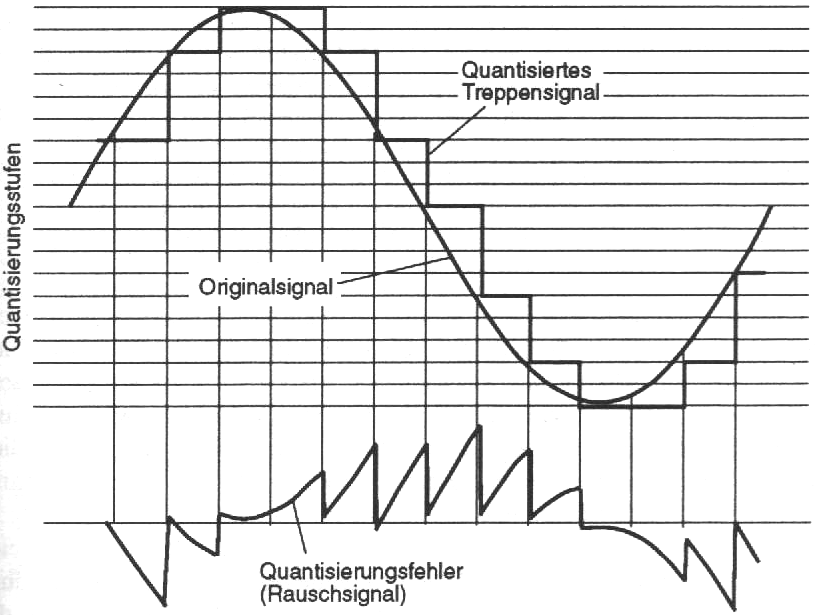 Quantisierungsstufen
Quantisiertes
Treppensignal
Originalsignal
Quantisierungsfehler
(Rauschsignal)